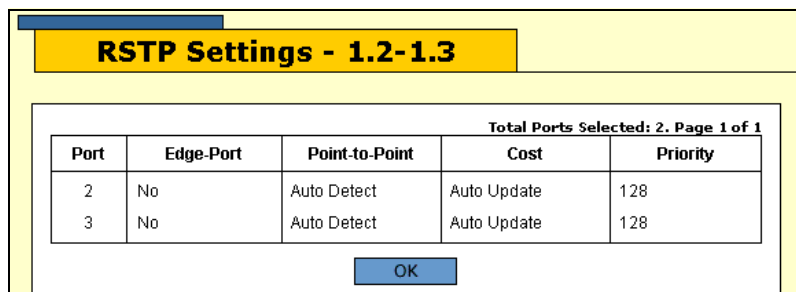 RSTP Settings - 1.2-1.3
Total Ports Selected: 2. Page 1 of 1
Port Edge-Port Point-to-Point Cost Priority
2 No Auto Detect Auto Update 128
3 No Auto Detect Auto Update 128
OK